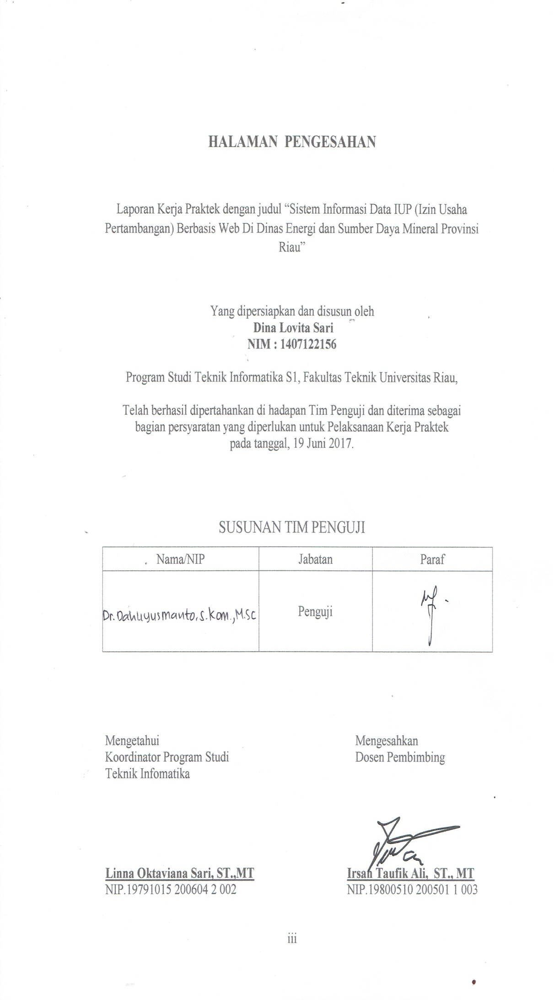 HALAMAN PENGESAHAN
Laporan Kerja Praktek dengan judul “Sistem Informasi Data IUP (Izin Usaha
Pertambangan) Berbasis Web Di Dinas Energi dan Sumber Daya Mineral Provinsi
Riau”
Yang dipersiapkan dan disusun oleh
Dina Lovita Sari
NIM : 1407122156
Program Studi Teknik Informatika S1, Fakultas Teknik Universitas Riau,
Telah berhasil dipertahankan di hadapan Tim Penguji dan diterima sebagai
bagian persyaratan yang diperlukan untuk Pelaksanaan Kerja Praktek
pada tanggal, 19 Juni 2017.
SUSUNAN TIM PENGUJI
Nama/NIP Jabatan Paraf
Dr. Dahliyusmanto, S.Kom., M.Sc Penguji
Mengetahui Mengesahkan
Koordinator Program Studi Dosen Pembimbing
Teknik Infomatika
Linna Oktaviana Sari, ST.,MT Irsan Taufik Ali, ST., MT
NIP.19791015 200604 2 002 NIP.19800510 200501 1 003
iii